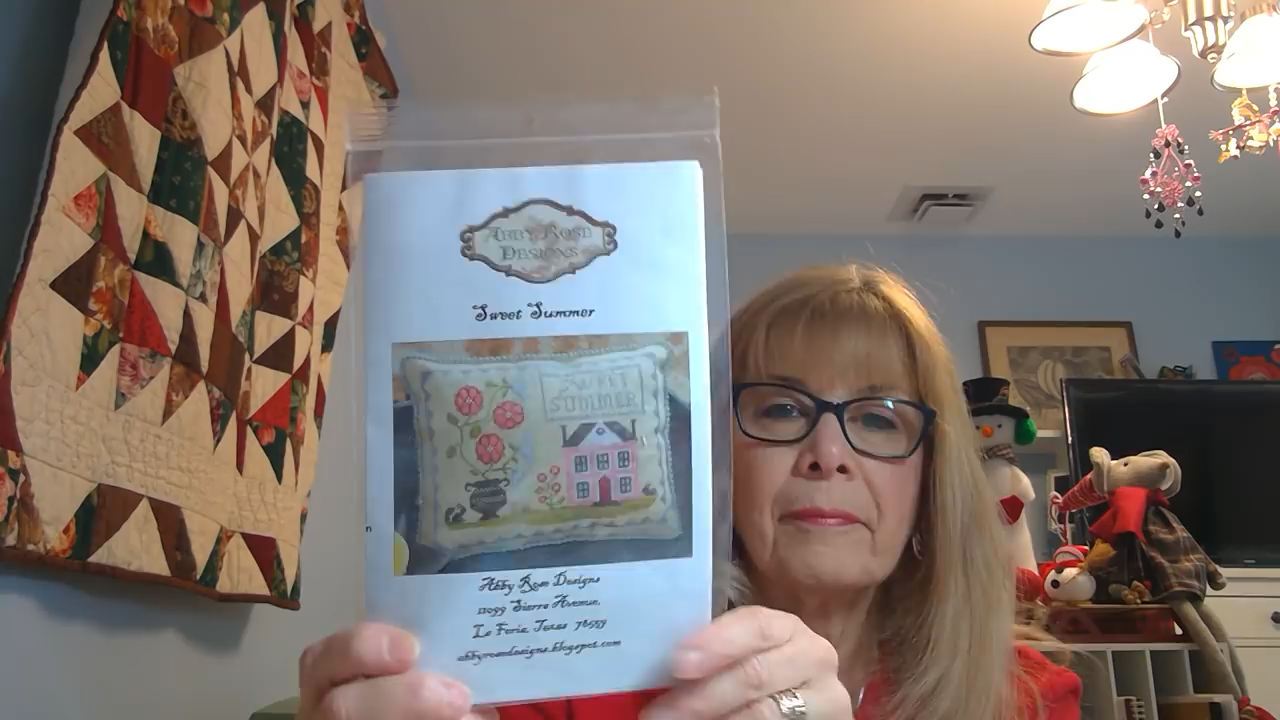 ABBY ROSE
DESIGNS
Sweet Summer
SWEET
SUMMER
Abby Rose Designs
11099 Sierra Avenue,
La Feria, Texas 78559
abbyrosedesigns.blogspot.com